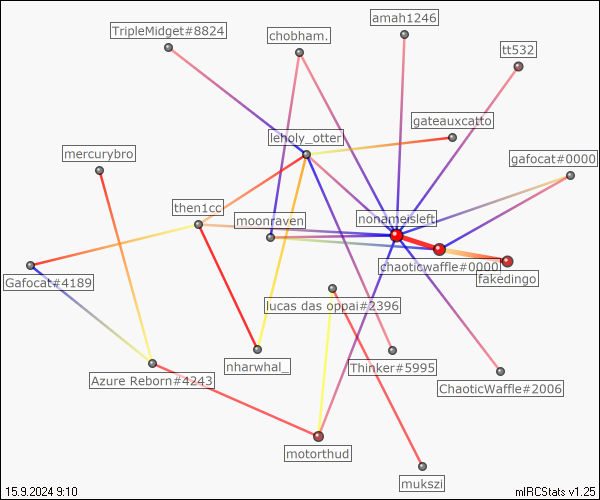 amah1246
TripleMidget#8824
chobham.
tt532
gateauxcatto
leholy_otter
mercurybro
gafocat#0000
then1cc
moonraven
nonameisleft
chaoticwaffle#0000
Gafocat#4189
fakedingo
lucas das oppai#2396
nharwhal_
Thinker#5995
Azure Reborn#4243
ChaoticWaffle#2006
motorthud
mukszi
15.9.2024 9:10
mIRCStats v1.25